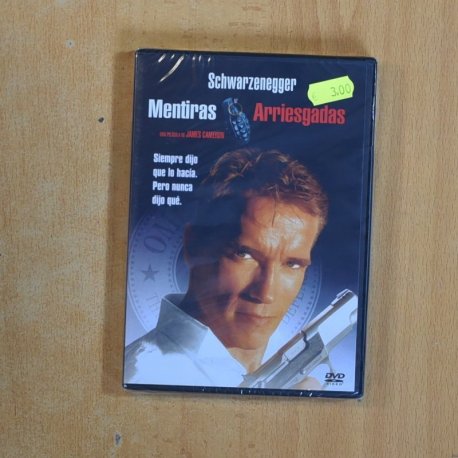 Schwarzenegger
€ 3.00
Mentiras Arriesgadas
UNA PELÍCULA DE JAMES CAMERON
Siempre dijo
que lo hacía.
Pero nunca
dijo qué.
DVD
VIDEO